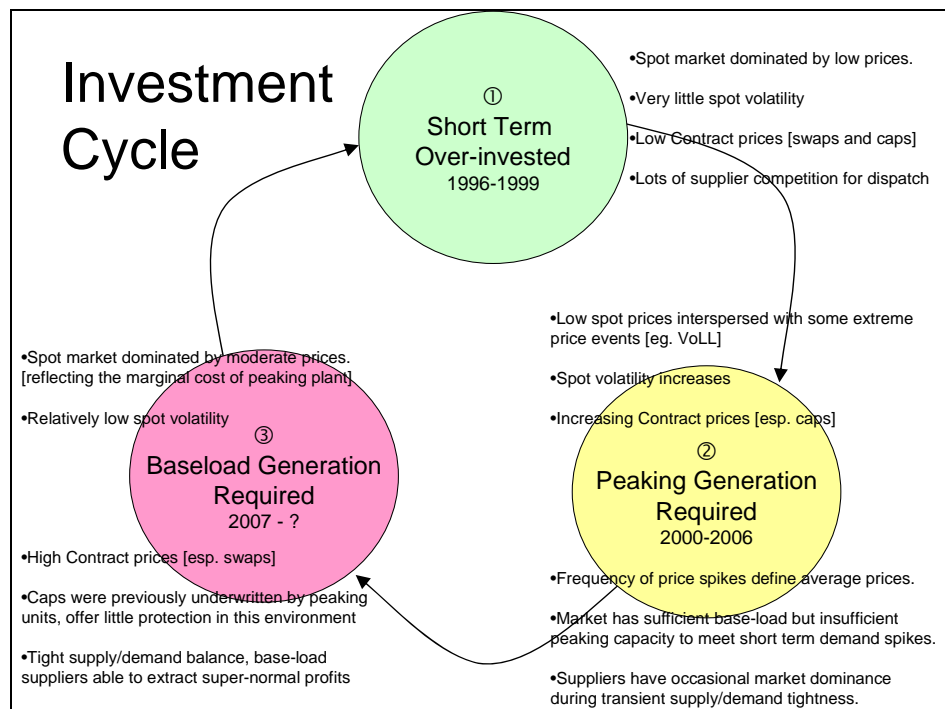 Investment
Cycle
①
Short Term
Over-invested
1996-1999
•Spot market dominated by low prices.
•Very little spot volatility
•Low Contract prices [swaps and caps]
•Lots of supplier competition for dispatch
•Low spot prices interspersed with some extreme
price events [eg. VoLL]
•Spot volatility increases
•Increasing Contract prices [esp. caps]
②
Peaking Generation
Required
2000-2006
•Frequency of price spikes define average prices.
•Market has sufficient base-load but insufficient
peaking capacity to meet short term demand spikes.
•Suppliers have occasional market dominance
during transient supply/demand tightness.
•Spot market dominated by moderate prices.
[reflecting the marginal cost of peaking plant]
•Relatively low spot volatility
③
Baseload Generation
Required
2007 - ?
•High Contract prices [esp. swaps]
•Caps were previously underwritten by peaking
units, offer little protection in this environment
•Tight supply/demand balance, base-load
suppliers able to extract super-normal profits